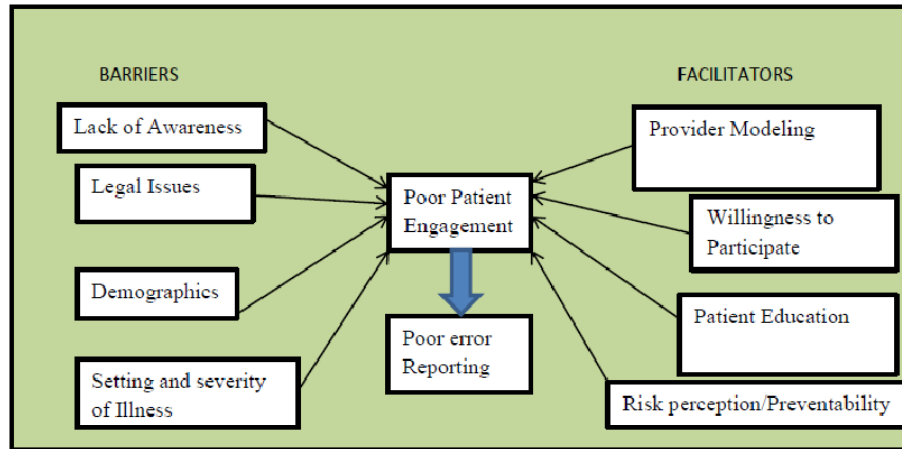 BARRIERS
FACILITATORS
Lack of Awareness
Legal Issues
Demographics
Setting and severity
of Illness
Poor Patient
Engagement
Poor error
Reporting
Provider Modeling
Willingness to
Participate
Patient Education
Risk perception/Preventability